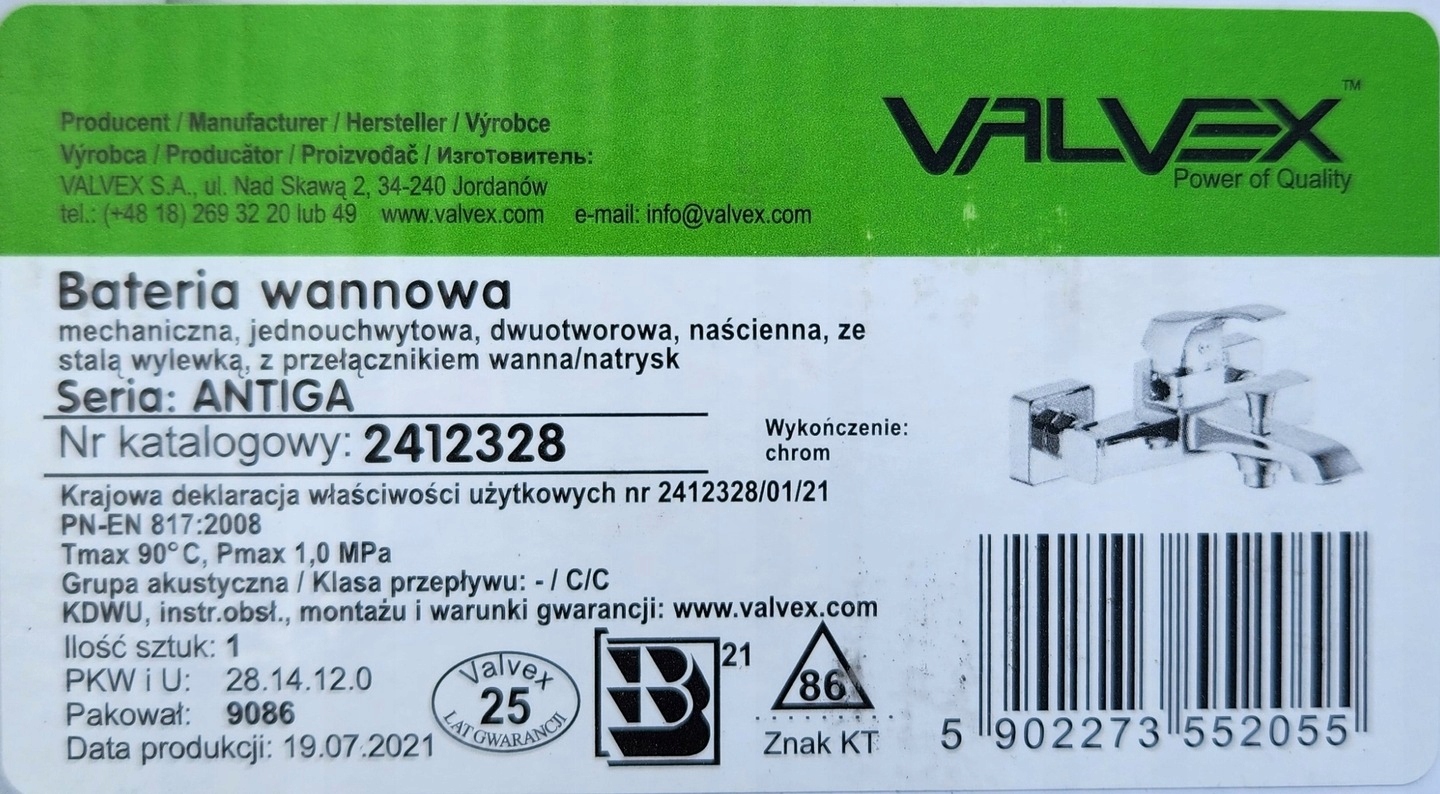 Producent / Manufacturer / Hersteller / Výrobce
Výrobca / Producător / Proizvođač / Изготовитель:
VALVEX S.A., ul. Nad Skawą 2, 34-240 Jordanów
tel.: (+48 18) 269 32 20 lub 49 www.valvex.com e-mail: info@valvex.com
VALVEX™
Power of Quality
Bateria wannowa
mechaniczna, jednouchwytowa, dwuotworowa, naścienna, ze
stalą wylewką, z przełącznikiem wanna/natrysk
Seria: ANTIGA
Nr katalogowy: 2412328
Wykończenie:
chrom
Krajowa deklaracja właściwości użytkowych nr 2412328/01/21
PN-EN 817:2008
Tmax 90°C, Pmax 1,0 MPa
Grupa akustyczna / Klasa przepływu: - / C/C
KDWU, instr.obsł., montażu i warunki gwarancji: www.valvex.com
Ilość sztuk: 1
PKW i U: 28.14.12.0
Pakował: 9086
Data produkcji: 19.07.2021
Valvex
25
LAT GWARANCJI
B
21
86
Znak KT
5 902273 552055